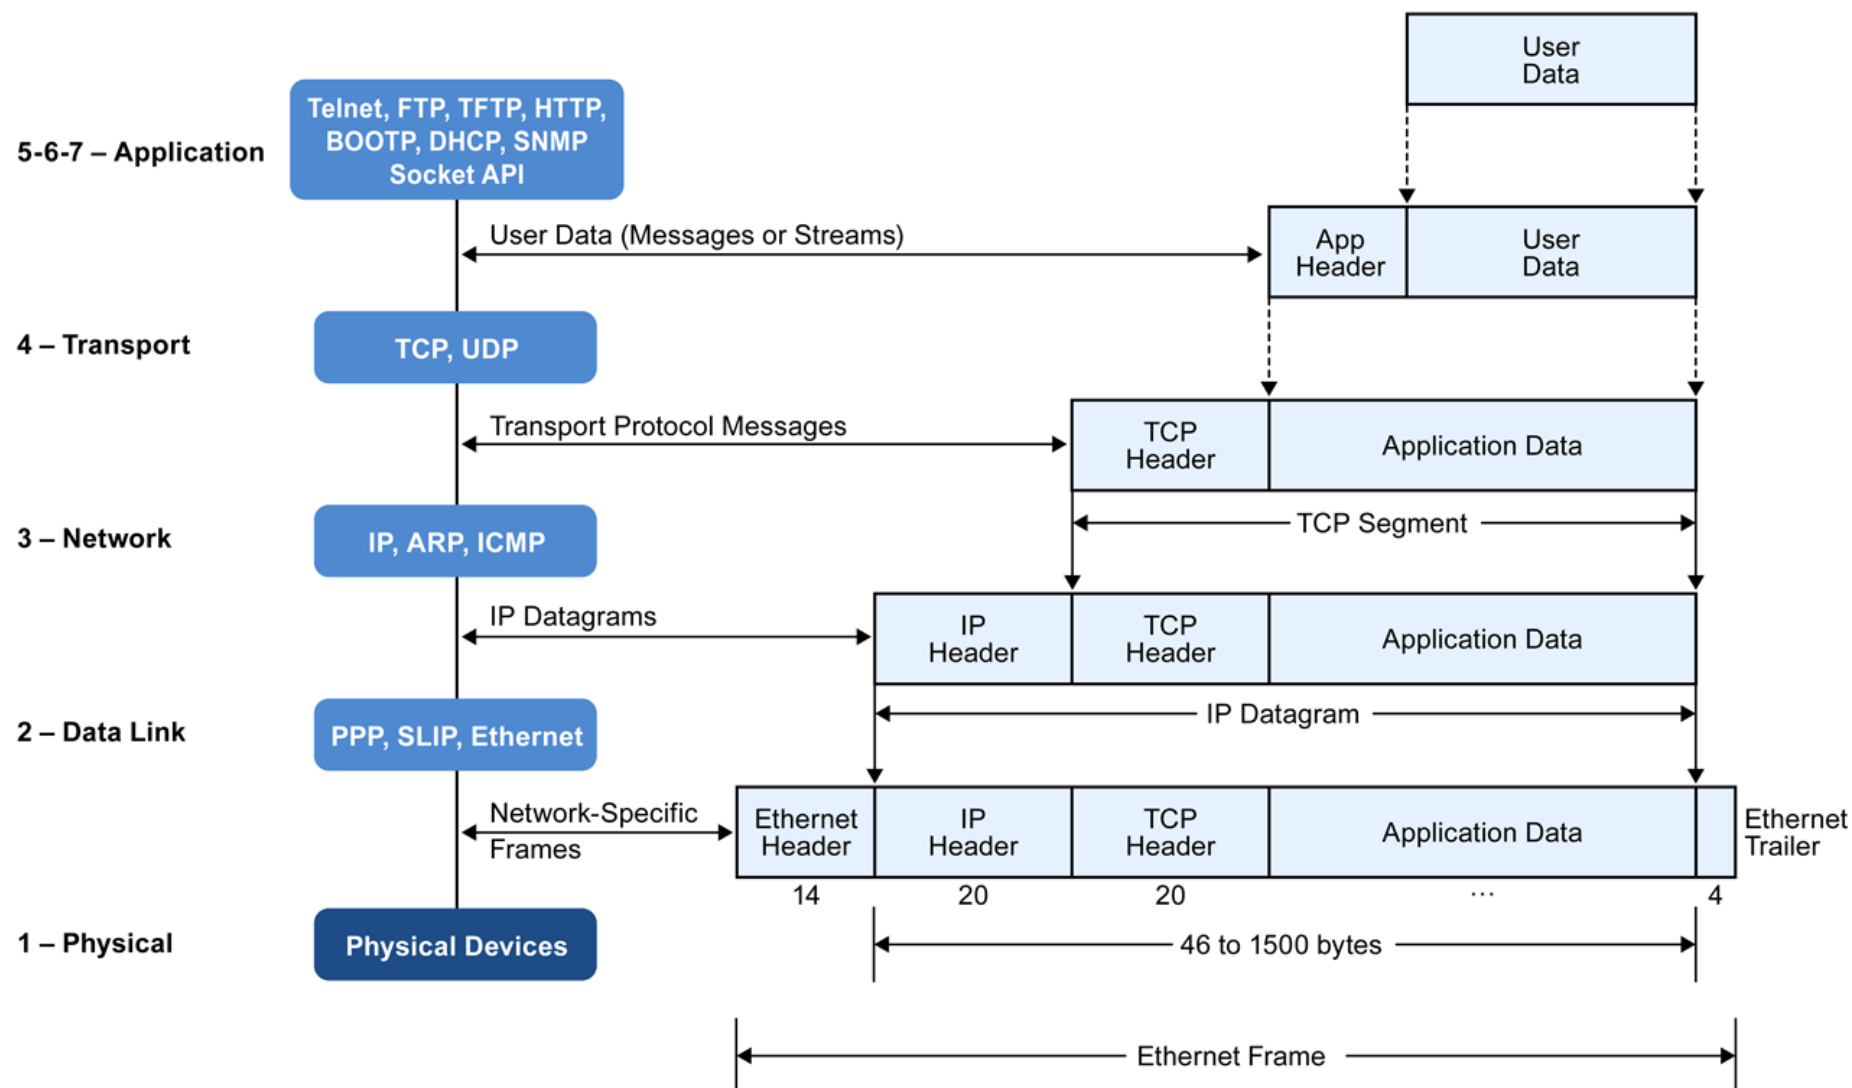 User
Data
Telnet, FTP, TFTP, HTTP,
BOOTP, DHCP, SNMP
Socket API
5-6-7 – Application
User Data (Messages or Streams)
App
Header
User
Data
4 – Transport
TCP, UDP
Transport Protocol Messages
TCP
Header
Application Data
TCP Segment
3 – Network
IP, ARP, ICMP
IP Datagrams
IP
Header
TCP
Header
Application Data
IP Datagram
2 – Data Link
PPP, SLIP, Ethernet
Network-Specific
Frames
Ethernet
Header
IP
Header
TCP
Header
Application Data
Ethernet
Trailer
14 20 20 ... 4
1 – Physical
Physical Devices
46 to 1500 bytes
Ethernet Frame